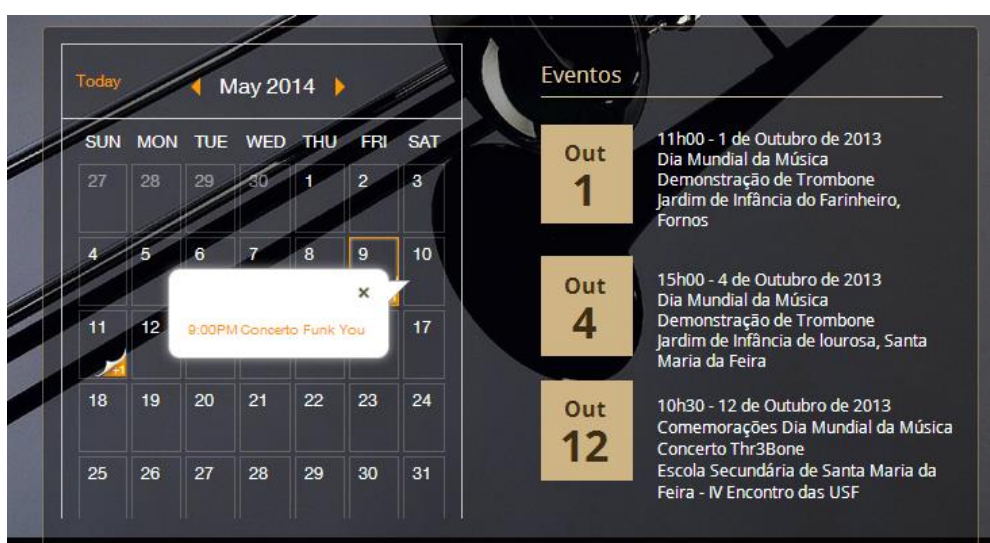 Today
May 2014
SUN MON TUE WED THU FRI SAT
27 28 29 30 1 2 3
4 5 6 7 8 9 10
×
9:00PM Concerto Funk You
11 12 17
+1
18 19 20 21 22 23 24
25 26 27 28 29 30 31
Eventos
Out
1
11h00 - 1 de Outubro de 2013
Dia Mundial da Música
Demonstração de Trombone
Jardim de Infância do Farinheiro,
Fornos
Out
4
15h00 - 4 de Outubro de 2013
Dia Mundial da Música
Demonstração de Trombone
Jardim de Infância de lourosa, Santa
Maria da Feira
Out
12
10h30 - 12 de Outubro de 2013
Comemorações Dia Mundial da Música
Concerto Thr3Bone
Escola Secundária de Santa Maria da
Feira - IV Encontro das USF